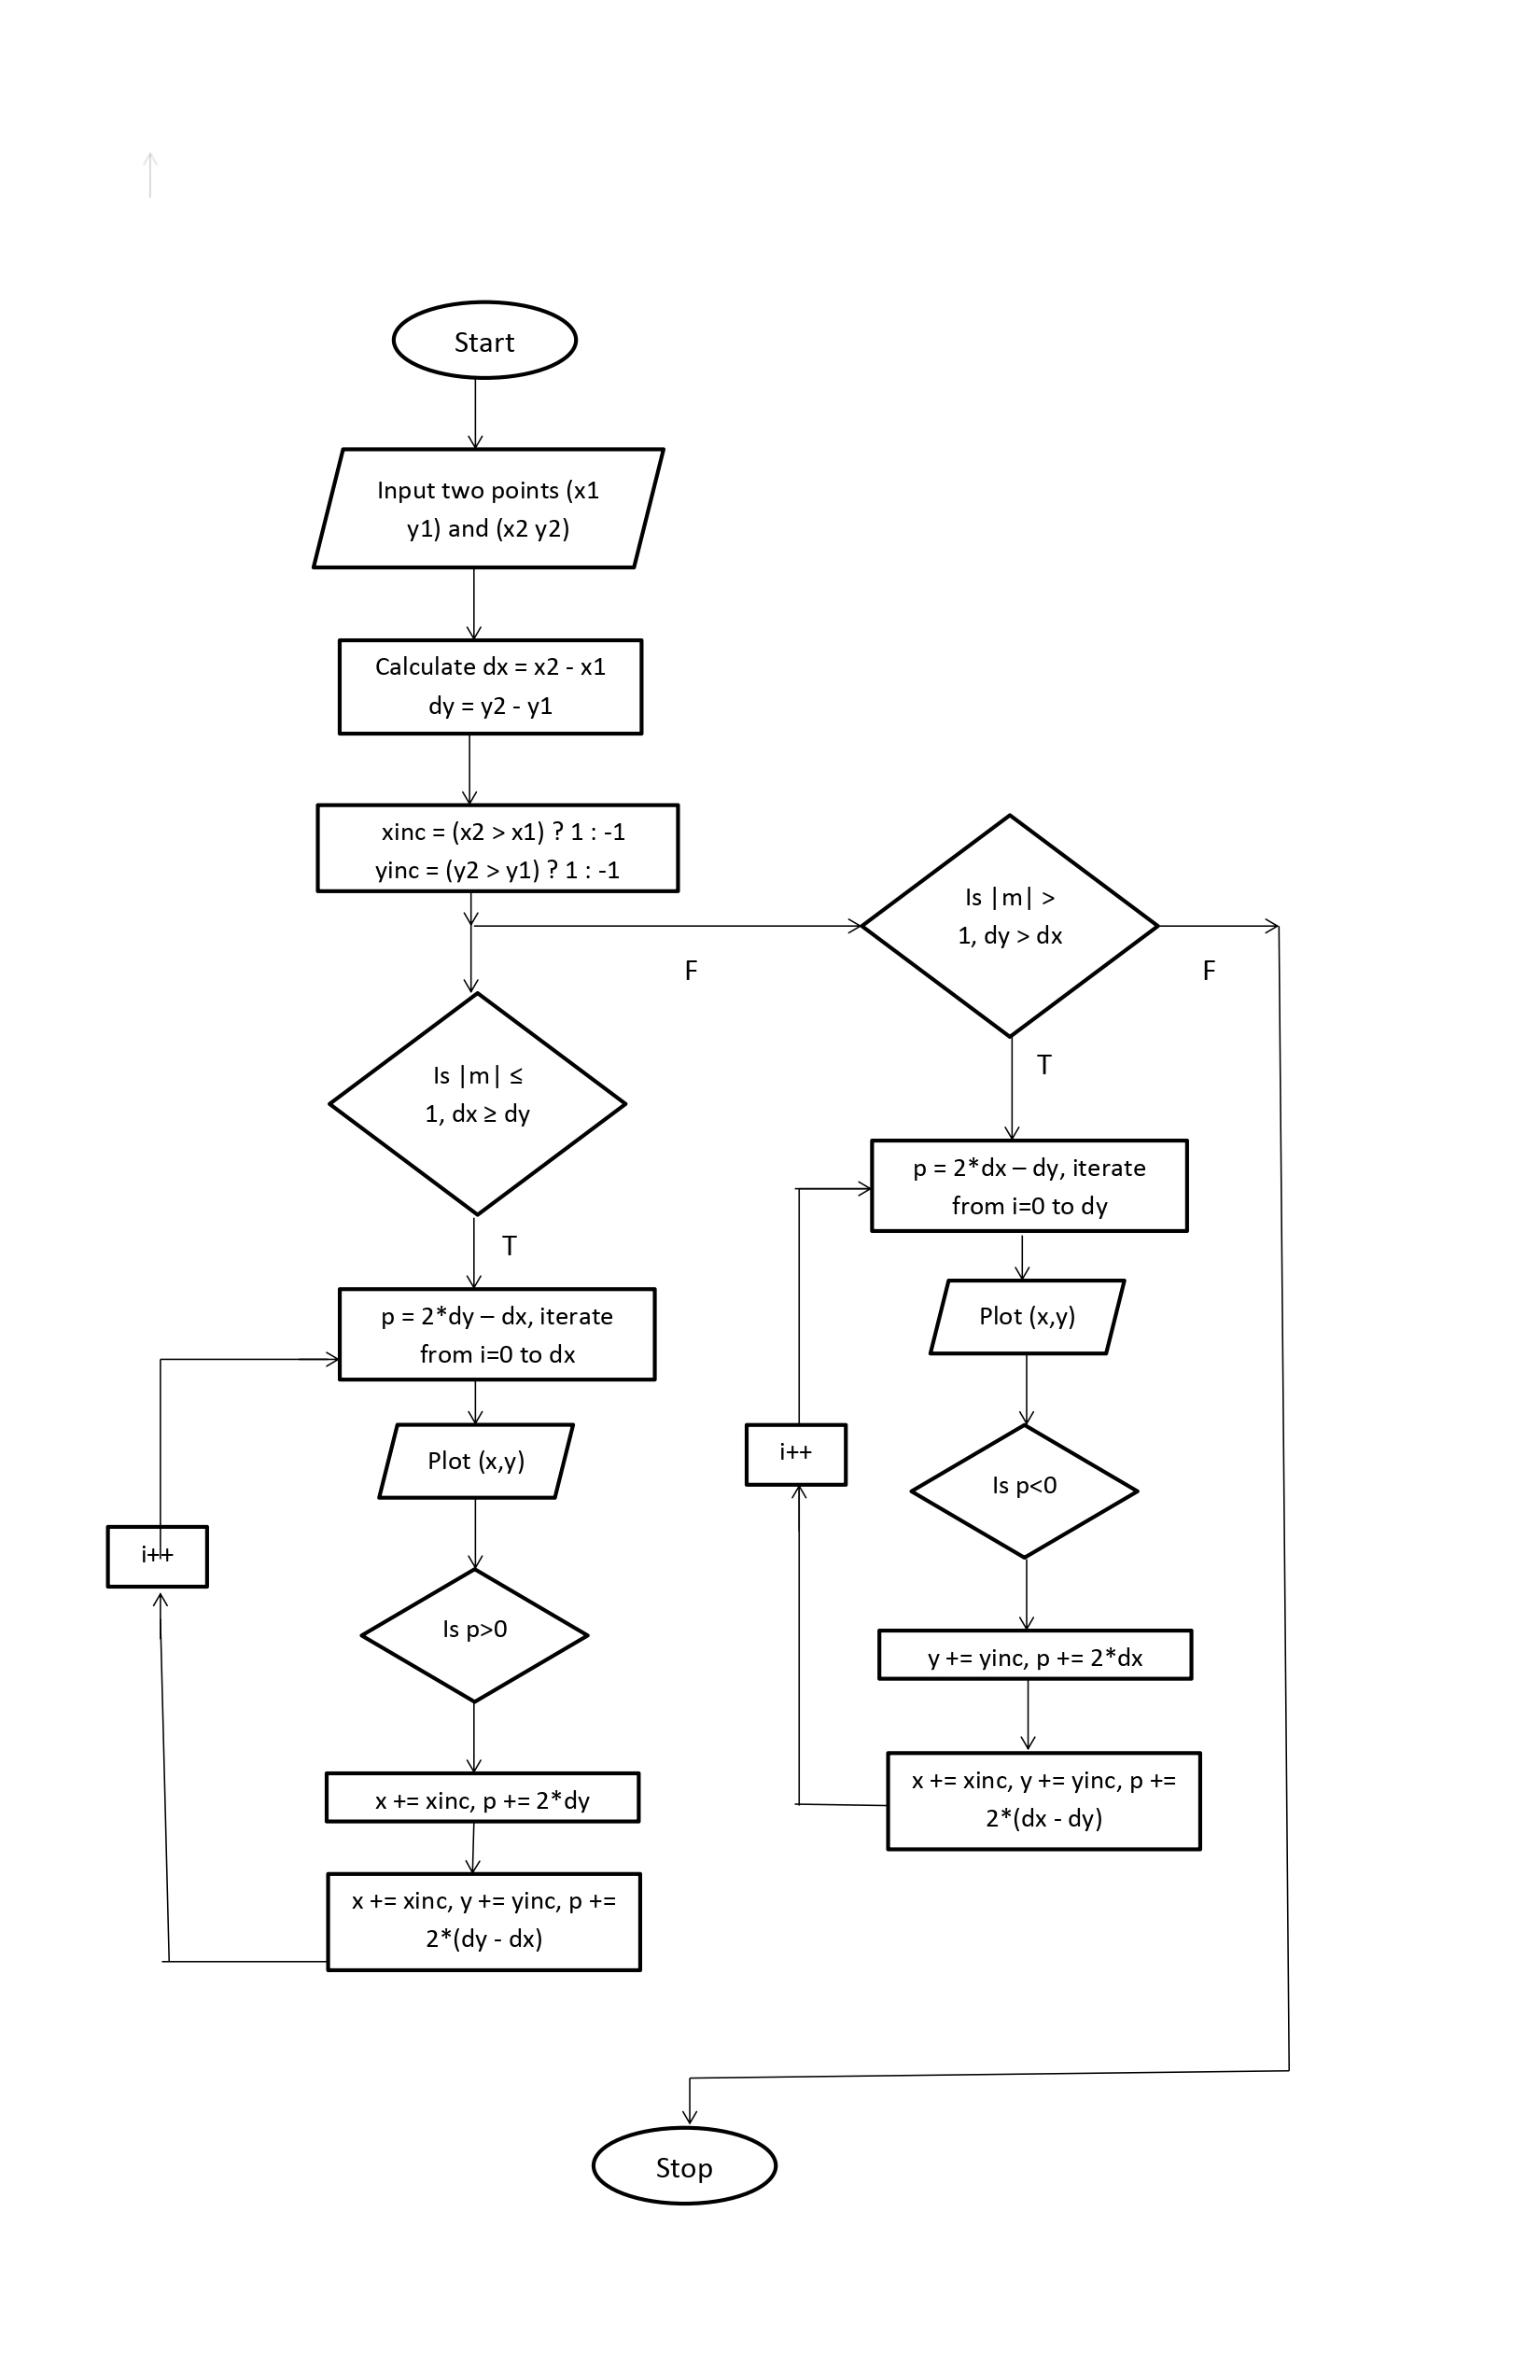 Start
Input two points (x1
y1) and (x2 y2)
Calculate dx = x2 - x1
dy = y2 - y1
xinc = (x2 > x1) ? 1 : -1
yinc = (y2 > y1) ? 1 : -1
Is |m| >
1, dy > dx
F
F
T
Is |m| ≤
1, dx ≥ dy
T
p = 2*dy – dx, iterate
from i=0 to dx
Plot (x,y)
i++
Is p>0
x += xinc, p += 2*dy
x += xinc, y += yinc, p +=
2*(dy - dx)
p = 2*dx – dy, iterate
from i=0 to dy
Plot (x,y)
i++
Is p<0
y += yinc, p += 2*dx
x += xinc, y += yinc, p +=
2*(dx - dy)
Stop